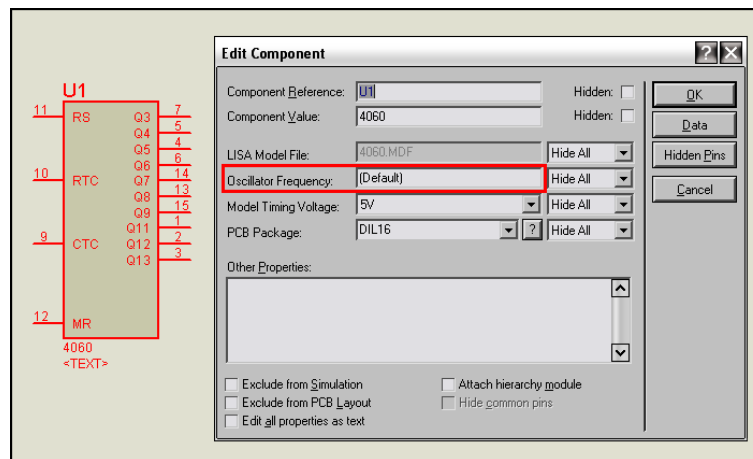 U1
11 RS Q3 7
Q4 5
Q5 4
Q6 6
10 RTC Q7 14
Q8 13
Q9 15
Q11 1
9 CTC Q12 2
Q13 3
12 MR
4060
<TEXT>
Edit Component
Component Reference: U1 Hidden: OK
Component Value: 4060 Hidden: Data
LISA Model File: 4060.MDF Hide All Hidden Pins
Oscillator Frequency: (Default) Hide All Cancel
Model Timing Voltage: 5V Hide All
PCB Package: DIL16 ? Hide All
Other Properties:
Exclude from Simulation Attach hierarchy module
Exclude from PCB Layout Hide common pins
Edit all properties as text